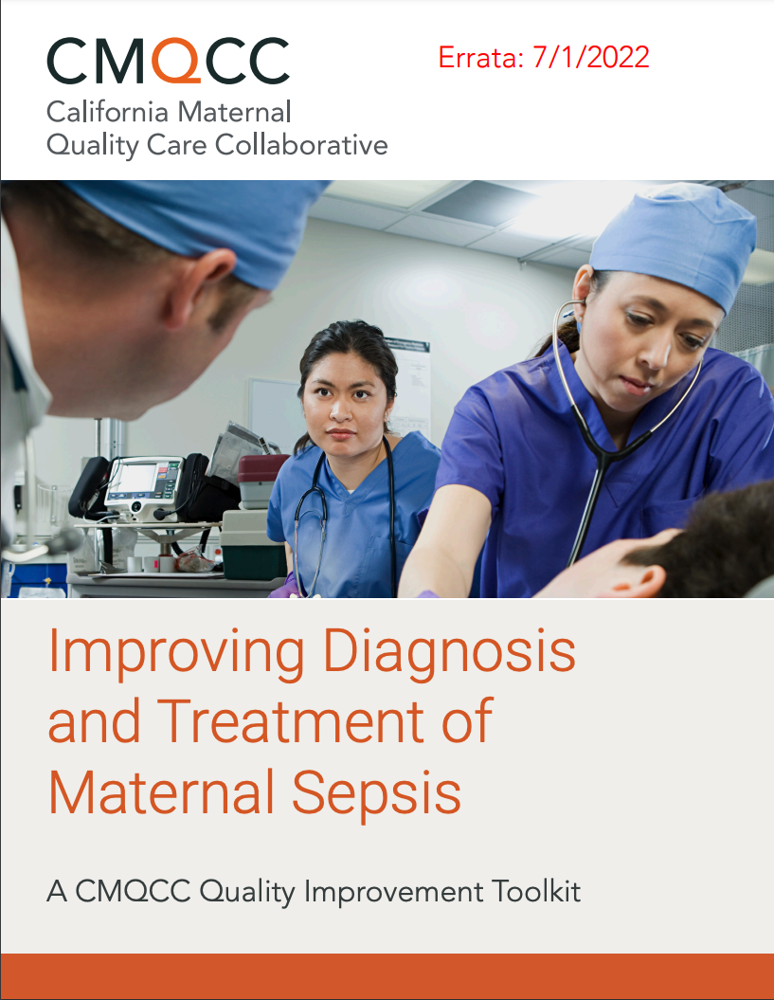 CMQCC
Errata: 7/1/2022
California Maternal
Quality Care Collaborative
Improving Diagnosis
and Treatment of
Maternal Sepsis
A CMQCC Quality Improvement Toolkit